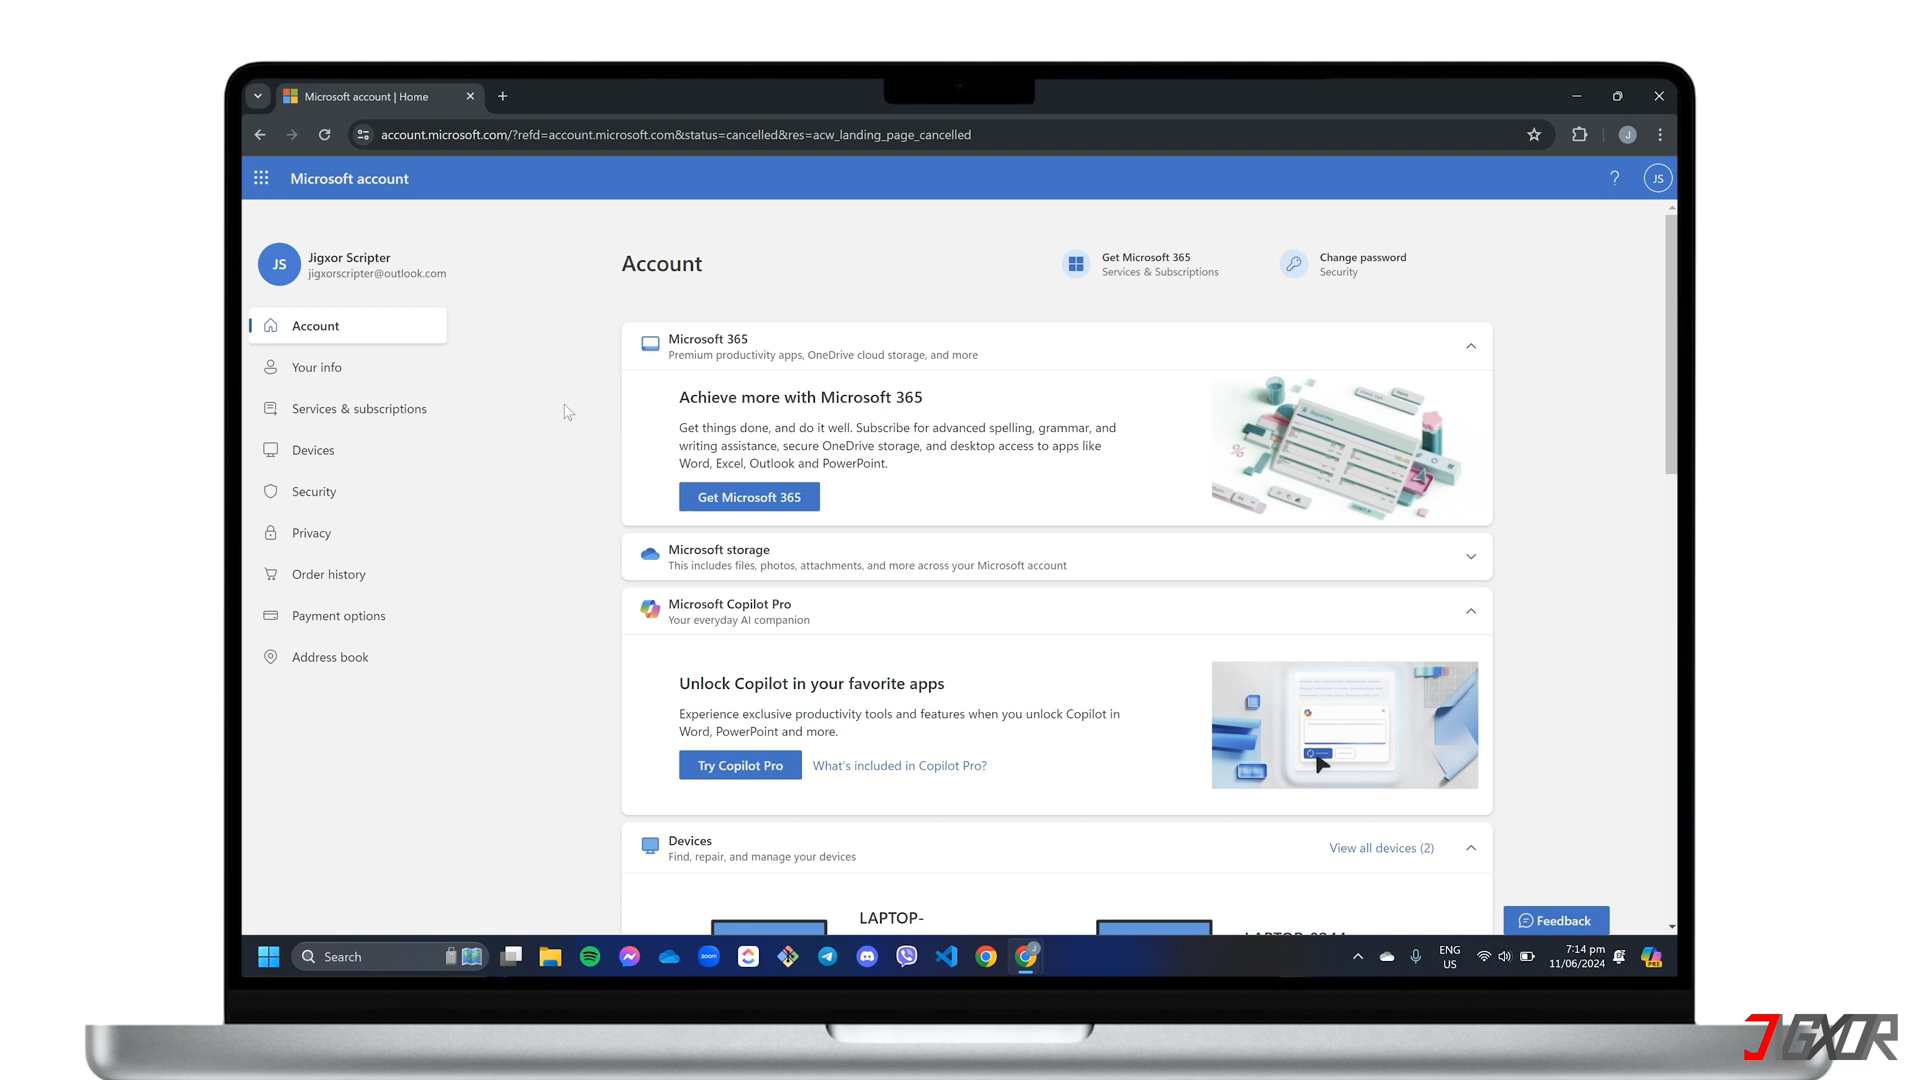 Microsoft account | Home
account.microsoft.com/?refd=account.microsoft.com&status=cancelled&res=acw_landing_page_cancelled
J
Microsoft account
?
JS
JS
Jigxor Scripter
jigxorscripter@outlook.com
Account
Your info
Services & subscriptions
Devices
Security
Privacy
Order history
Payment options
Address book
Account
Get Microsoft 365
Services & Subscriptions
Change password
Security
Microsoft 365
Premium productivity apps, OneDrive cloud storage, and more
Achieve more with Microsoft 365
Get things done, and do it well. Subscribe for advanced spelling, grammar, and
writing assistance, secure OneDrive storage, and desktop access to apps like
Word, Excel, Outlook and PowerPoint.
Get Microsoft 365
Microsoft storage
This includes files, photos, attachments, and more across your Microsoft account
Microsoft Copilot Pro
Your everyday AI companion
Unlock Copilot in your favorite apps
Experience exclusive productivity tools and features when you unlock Copilot in
Word, PowerPoint and more.
Try Copilot Pro
What's included in Copilot Pro?
Devices
Find, repair, and manage your devices
View all devices (2)
LAPTOP-
Feedback
Search
zoom
J
ENG
US
7:14 pm
11/06/2024
PRE
JGXOR